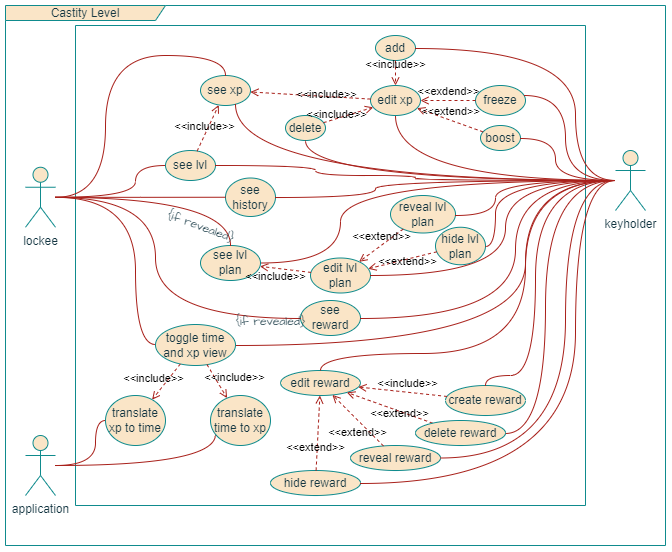 Castity Level
add
<<include>>
see xp
<<include>>
edit xp
<<exdend>>
freeze
<<include>>
<<extend>>
<<include>>
delete
boost
see lvl
see
history
lockee
keyholder
{if revealed}
reveal lvl
plan
<<extend>>
hide lvl
plan
see lvl
plan
<<include>>
edit lvl
plan
<<extend>>
{if revealed}
see
reward
toggle time
and xp view
<<include>>
<<include>>
edit reward
<<include>>
create reward
translate
xp to time
translate
time to xp
<<extend>>
delete reward
<<extend>>
<<extend>>
reveal reward
hide reward
application